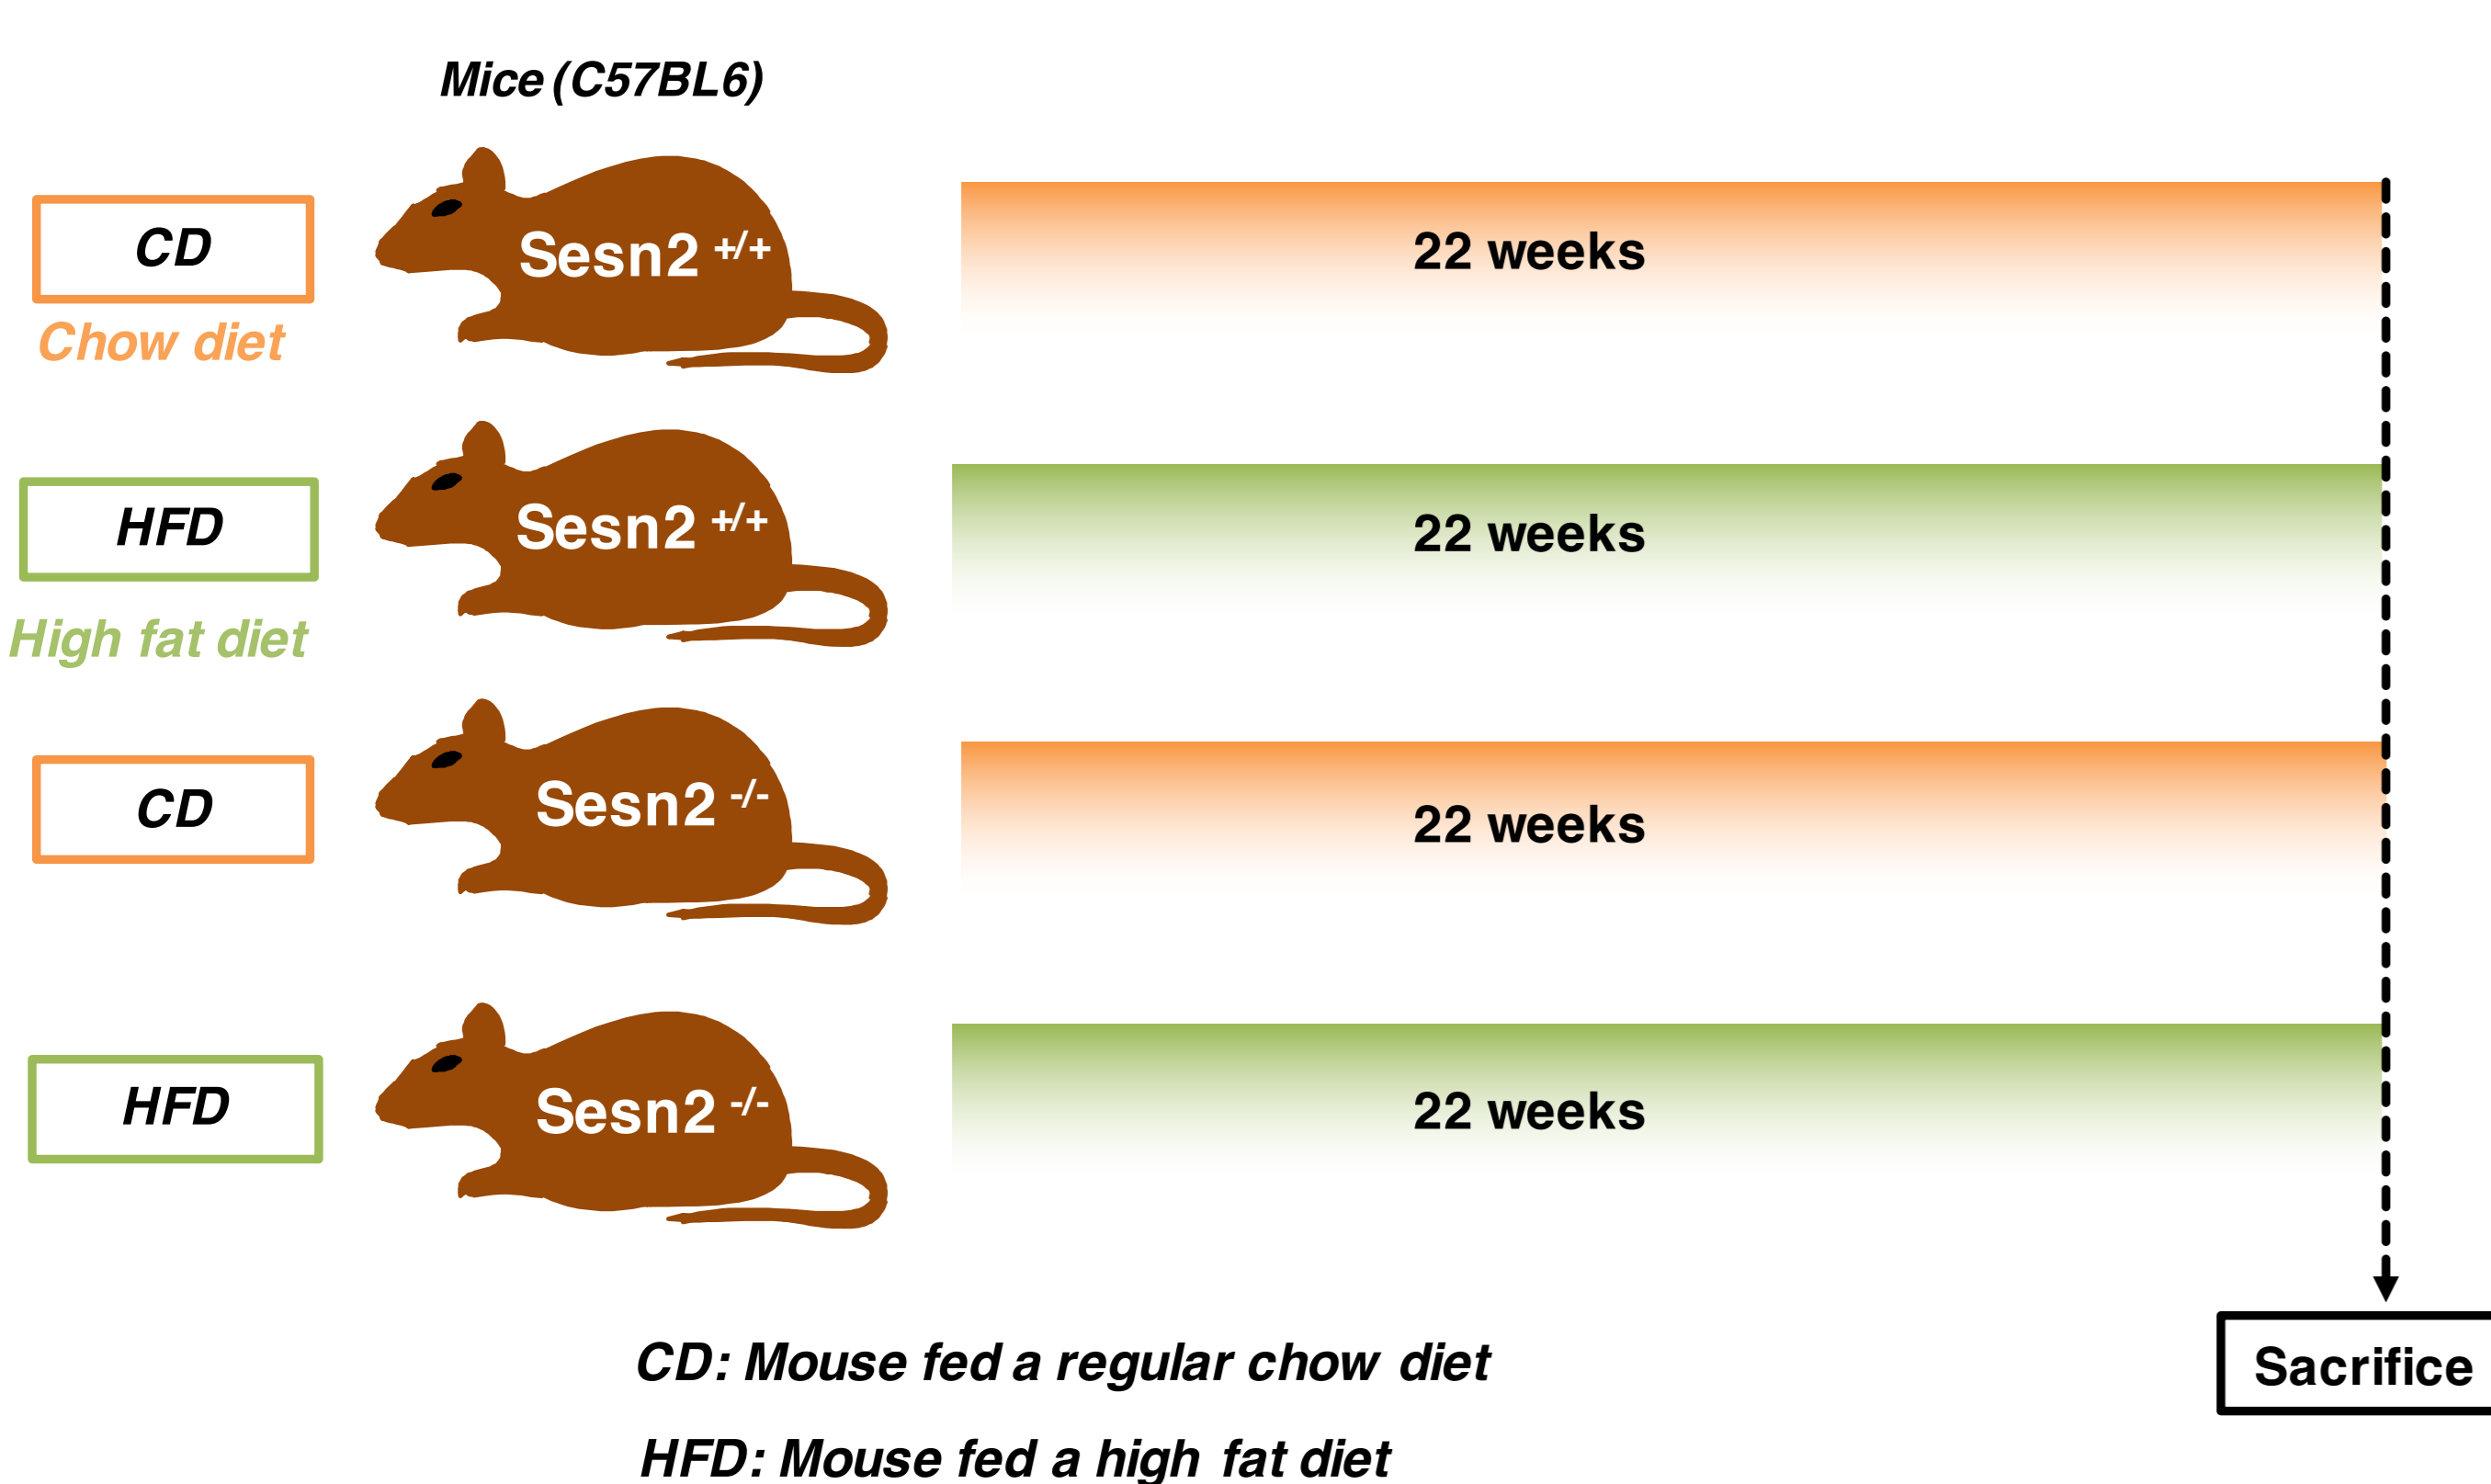 Mice (C57BL6)
CD
Sesn2 +/+
22 weeks
Chow diet
HFD
Sesn2 +/+
22 weeks
High fat diet
CD
Sesn2 -/-
22 weeks
HFD
Sesn2 -/-
22 weeks
CD: Mouse fed a regular chow diet
Sacrifice
HFD: Mouse fed a high fat diet